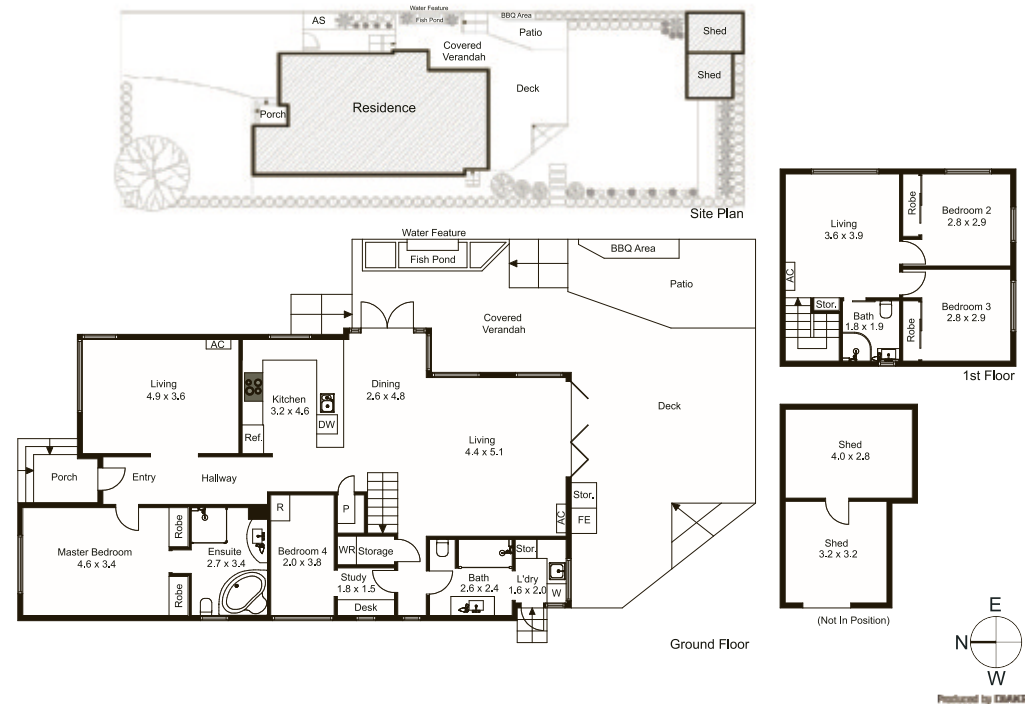 Water Feature
AS
Fish Pond
BBQ Area
Patio
Covered
Verandah
Deck
Residence
Porch
Shed
Shed
Site Plan
Water Feature
Fish Pond
BBQ Area
Patio
Covered
Verandah
Deck
AC
Living
4.9 x 3.6
Kitchen
3.2 x 4.6
DW
Ref.
Dining
2.6 x 4.8
Living
4.4 x 5.1
Porch
Entry
Hallway
Master Bedroom
4.6 x 3.4
Robe
Robe
Ensuite
2.7 x 3.4
R
Bedroom 4
2.0 x 3.8
P
WR
Storage
Study
1.8 x 1.5
Desk
Bath
2.6 x 2.4
Stor.
L'dry
1.6 x 2.0
W
AC
Stor.
FE
Ground Floor
Living
3.6 x 3.9
AC
Stor.
Bath
1.8 x 1.9
Robe
Bedroom 2
2.8 x 2.9
Robe
Bedroom 3
2.8 x 2.9
1st Floor
Shed
4.0 x 2.8
Shed
3.2 x 3.2
(Not In Position)
E
N
W
Produced by